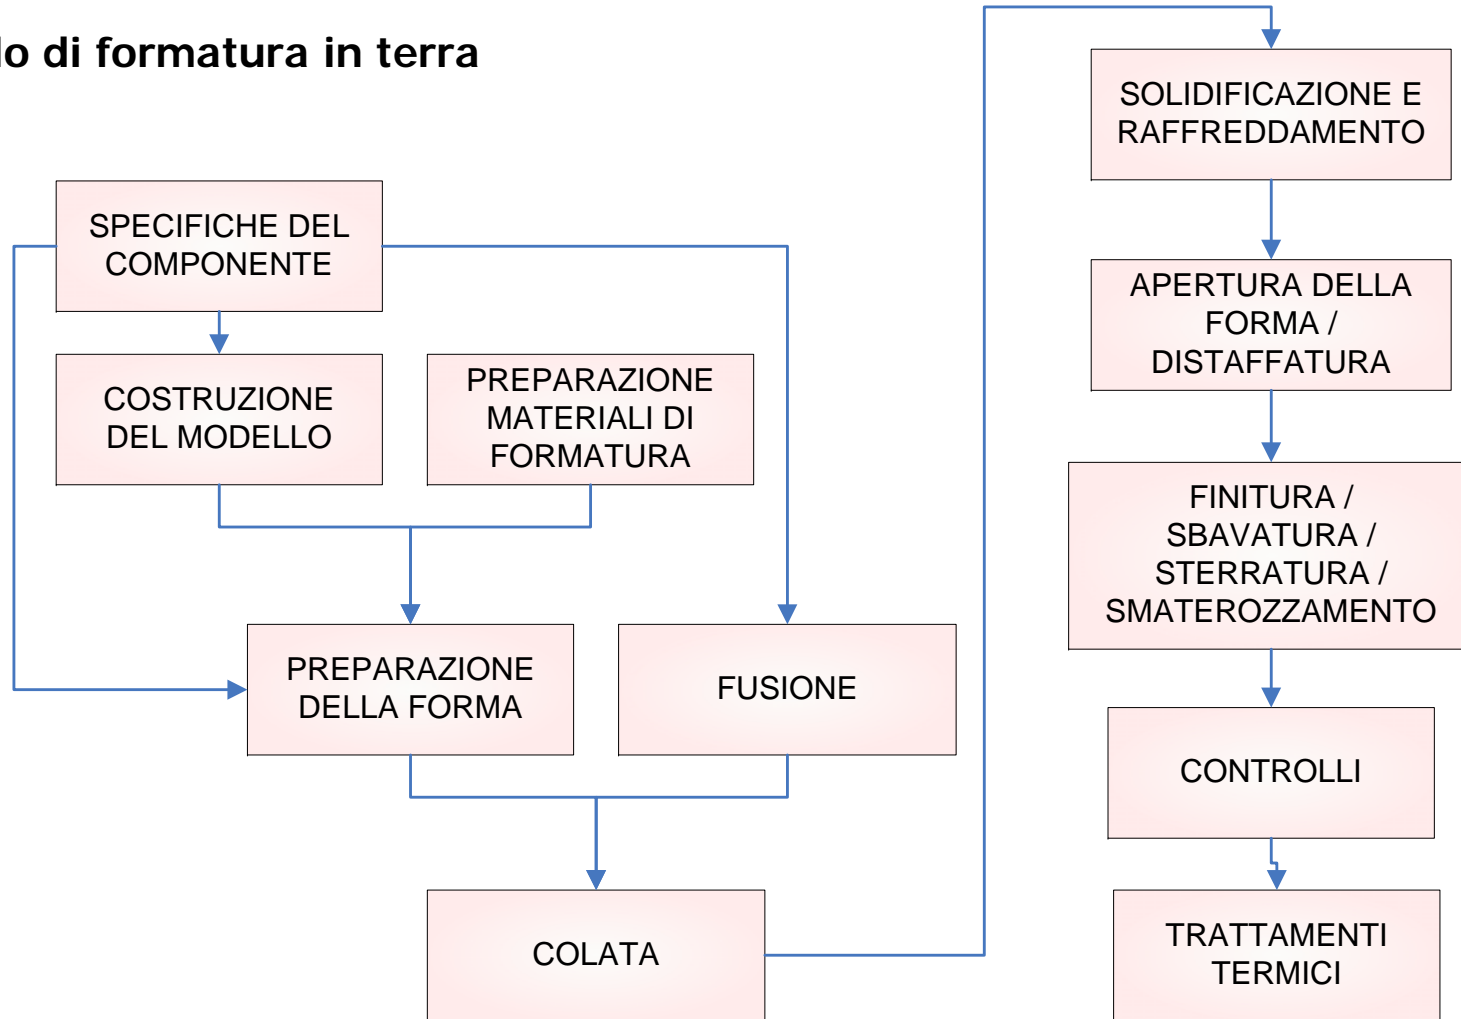 di formatura in terra
SPECIFICHE DEL
COMPONENTE
COSTRUZIONE
DEL MODELLO
PREPARAZIONE
MATERIALI DI
FORMATURA
PREPARAZIONE
DELLA FORMA
FUSIONE
COLATA
SOLIDIFICAZIONE E
RAFFREDDAMENTO
APERTURA DELLA
FORMA /
DISTAFFATURA
FINITURA /
SBAVATURA /
STERRATURA /
SMATEROZZAMENTO
CONTROLLI
TRATTAMENTI
TERMICI